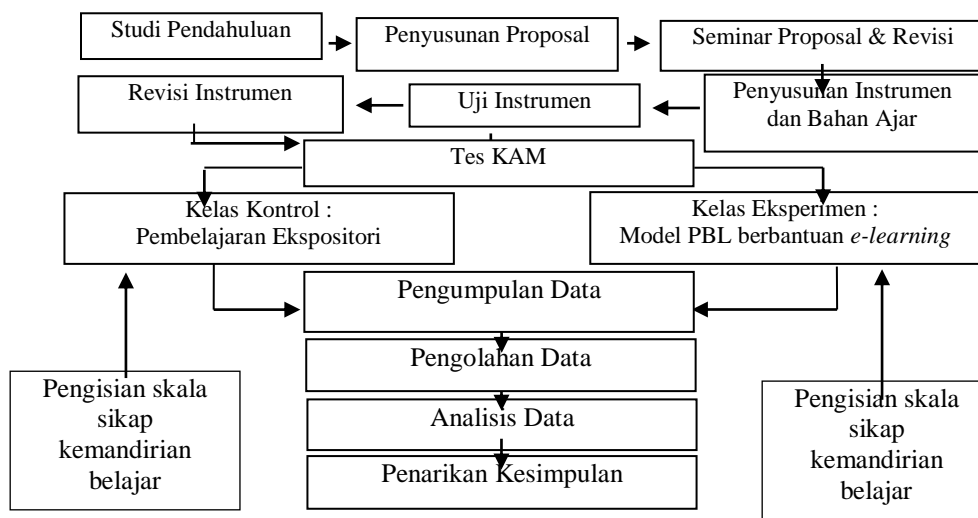 Studi Pendahuluan
Penyusunan Proposal
Seminar Proposal & Revisi
Revisi Instrumen
Uji Instrumen
Penyusunan Instrumen
dan Bahan Ajar
Tes KAM
Kelas Kontrol :
Pembelajaran Ekspositori
Kelas Eksperimen :
Model PBL berbantuan e-learning
Pengumpulan Data
Pengolahan Data
Analisis Data
Penarikan Kesimpulan
Pengisian skala
sikap
kemandirian
belajar
Pengisian skala
sikap
kemandirian
belajar